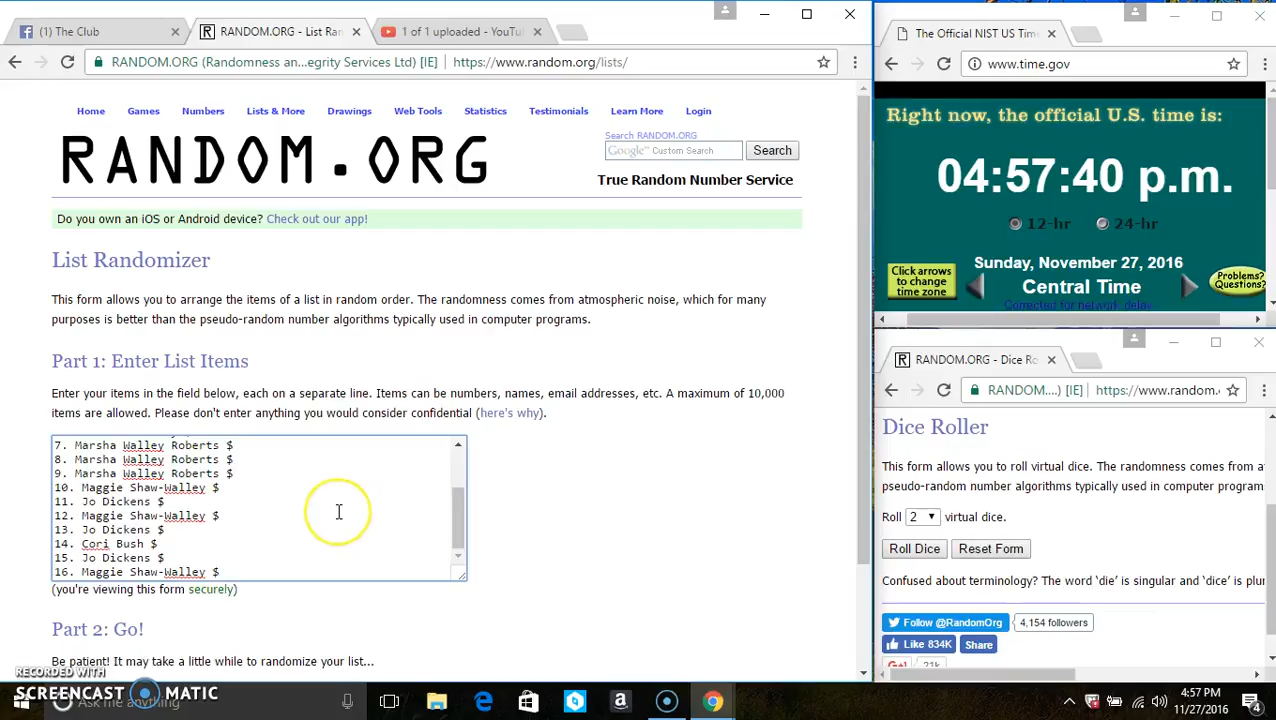 (1) The Club
RANDOM.ORG - List Ran
1 of 1 uploaded - YouTu
RANDOM.ORG (Randomness an...egrity Services Ltd) [IE] https://www.random.org/lists/
Home Games Numbers Lists & More Drawings Web Tools Statistics Testimonials Learn More Login
RANDOM.ORG
Search RANDOM.ORG
Google™ Custom Search Search
True Random Number Service
Do you own an iOS or Android device? Check out our app!
List Randomizer
This form allows you to arrange the items of a list in random order. The randomness comes from atmospheric noise, which for many
purposes is better than the pseudo-random number algorithms typically used in computer programs.
Part 1: Enter List Items
Enter your items in the field below, each on a separate line. Items can be numbers, names, email addresses, etc. A maximum of 10,000
items are allowed. Please don't enter anything you would consider confidential (here's why).
7. Marsha Walley Roberts $
8. Marsha Walley Roberts $
9. Marsha Walley Roberts $
10. Maggie Shaw-Walley $
11. Jo Dickens $
12. Maggie Shaw-Walley $
13. Jo Dickens $
14. Cori Bush $
15. Jo Dickens $
16. Maggie Shaw-Walley $
(you're viewing this form securely)
Part 2: Go!
Be patient! It may take a little while to randomize your list...
RECORDED WITH
SCREENCAST MATIC
Ask me anything
The Official NIST US Tim
www.time.gov
Right now, the official U.S. time is:
04:57:40 p.m.
12-hr 24-hr
Click arrows
to change
time zone
Sunday, November 27, 2016
Central Time
Corrected for network delay
Problems?
Questions?
RANDOM.ORG - Dice Ro
RANDOM....) [IE] https://www.random.
Dice Roller
This form allows you to roll virtual dice. The randomness comes from at
pseudo-random number algorithms typically used in computer program
Roll 2 virtual dice.
Roll Dice Reset Form
Confused about terminology? The word 'die' is singular and 'dice' is plur
Follow @RandomOrg 4,154 followers
Like 834K Share
G+1 21k
4:57 PM
11/27/2016